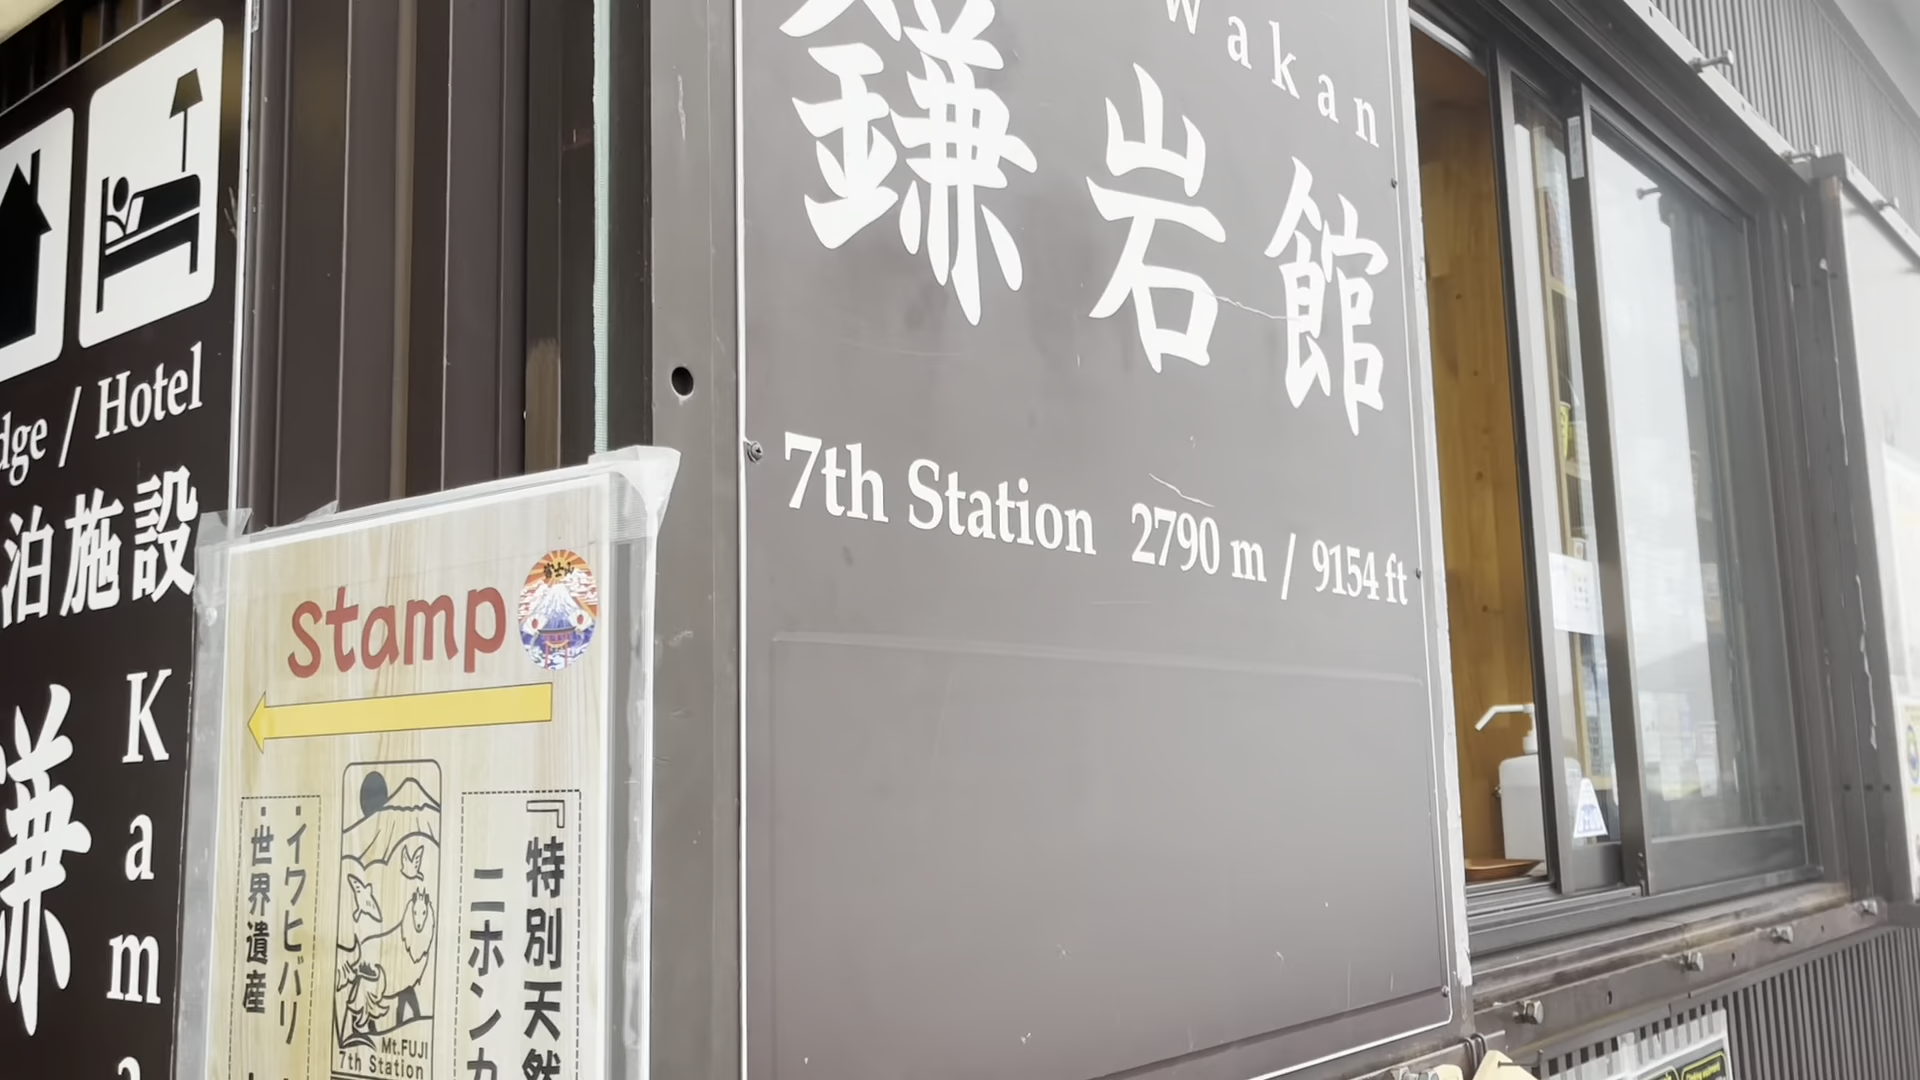 Hotel
泊施設
鎌
K
a
m
Stamp
『特別天然
ニホンカ
・イワヒバリ
・世界遺産
Mt.FUJI
7th Station
wakan
鎌岩館
7th Station 2790 m / 9154 ft